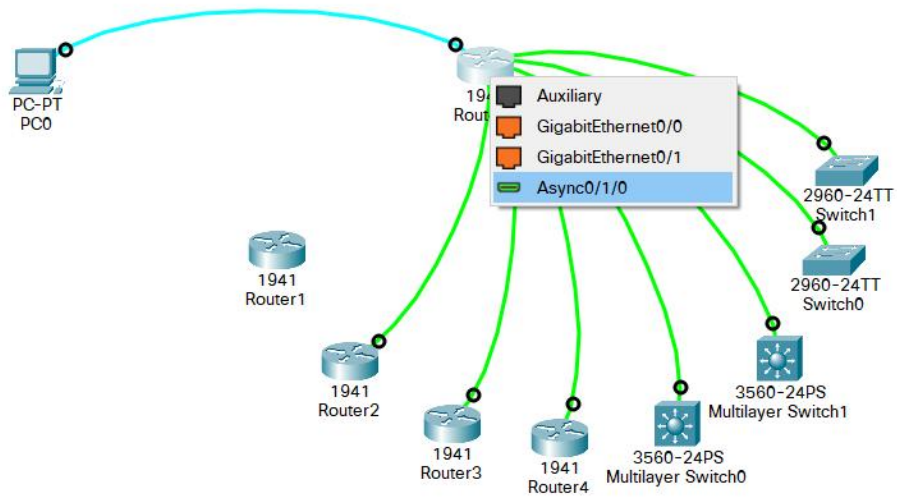 PC-PT
PC0
Auxiliary
GigabitEthernet0/0
GigabitEthernet0/1
Async0/1/0
2960-24TT
Switch1
2960-24TT
Switch0
1941
Router1
1941
Router2
3560-24PS
Multilayer Switch1
1941
Router3
1941
Router4
3560-24PS
Multilayer Switch0